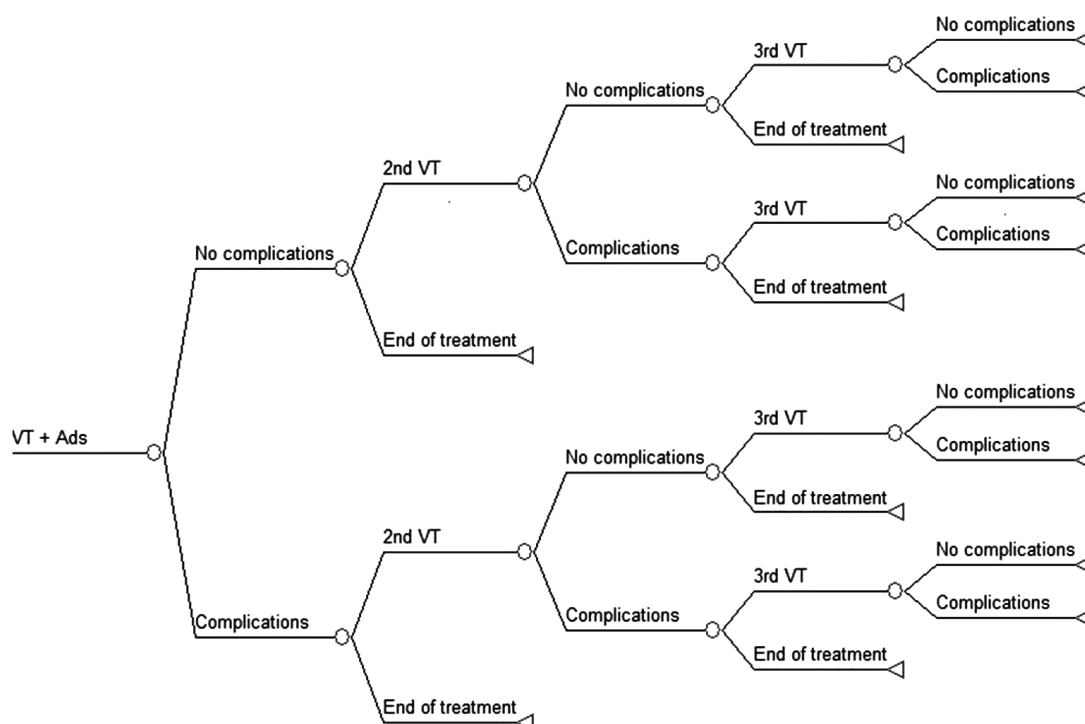 No complications
3rd VT
Complications
No complications
End of treatment
2nd VT
No complications
3rd VT
Complications
No complications
Complications
End of treatment
End of treatment
No complications
3rd VT
VT + Ads
Complications
No complications
End of treatment
2nd VT
No complications
3rd VT
Complications
Complications
Complications
End of treatment
End of treatment